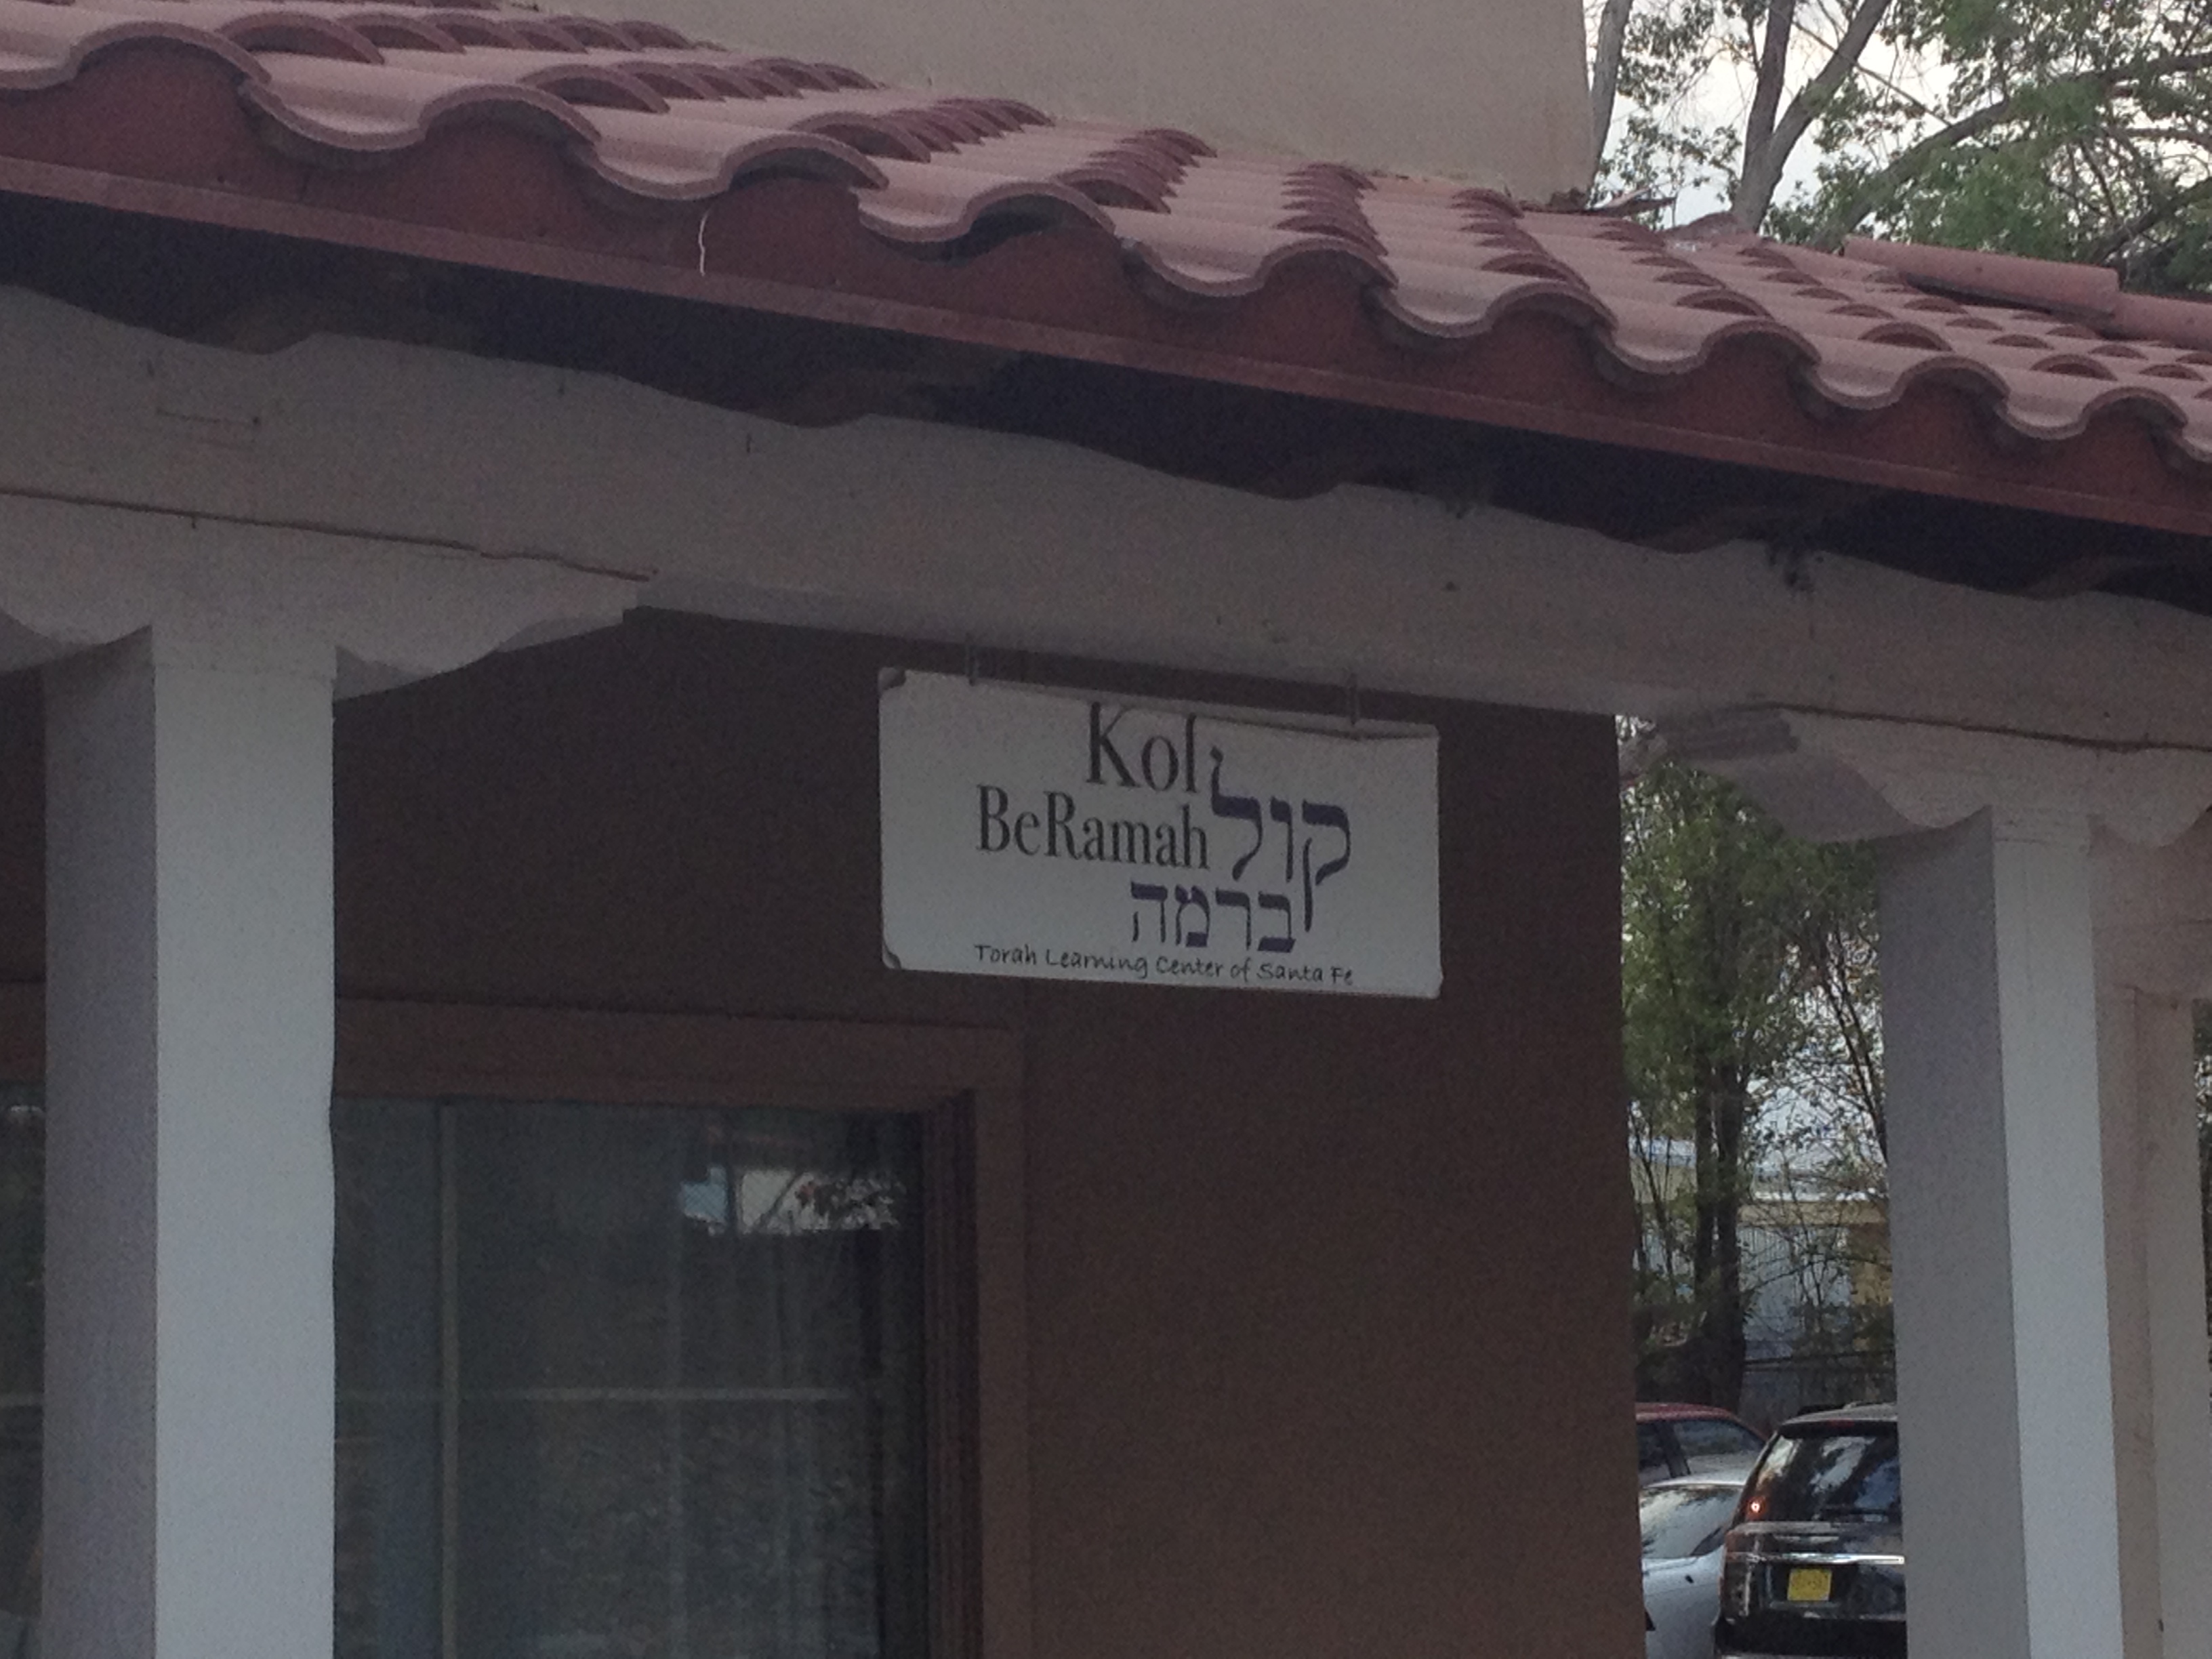 Kol
BeRamah
קול
ברמה
Torah Learning Center of Santa Fe